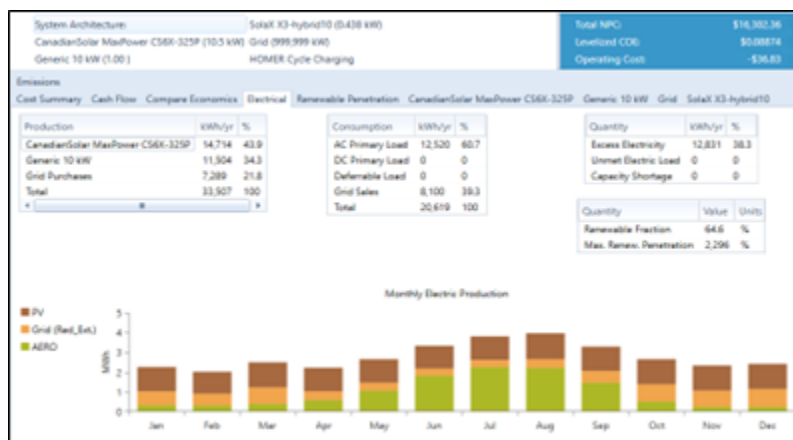 System Architecture: SolaX X3-hybrid10 (0.438 kW) Total NPC: $16,302.36
CanadianSolar MaxPower CS6X-325P (10.5 kW) Grid (999,999 kW) Levelized COE: $0.08874
Generic 10 kW (1.00 ) HOMER Cycle Charging Operating Cost: -$36.83
Emissions
Cost Summary Cash Flow Compare Economics Electrical Renewable Penetration CanadianSolar MaxPower CS6X-325P Generic 10 kW Grid SolaX X3-hybrid10
Production kWh/yr % Consumption kWh/yr % Quantity kWh/yr %
CanadianSolar MaxPower CS6X-325P 14,714 43.9 AC Primary Load 12,520 60.7 Excess Electricity 12,831 38.3
Generic 10 kW 11,504 34.3 DC Primary Load 0 0 Unmet Electric Load 0 0
Grid Purchases 7,289 21.8 Deferrable Load 0 0 Capacity Shortage 0 0
Total 33,507 100 Grid Sales 8,100 39.3
Total 20,619 100
Quantity Value Units
Renewable Fraction 64.6 %
Max. Renew. Penetration 2,296 %
Monthly Electric Production
PV
Grid (Red_Ext.)
AERO
MWh
5
4
3
2
1
0
Jan Feb Mar Apr May Jun Jul Aug Sep Oct Nov Dec